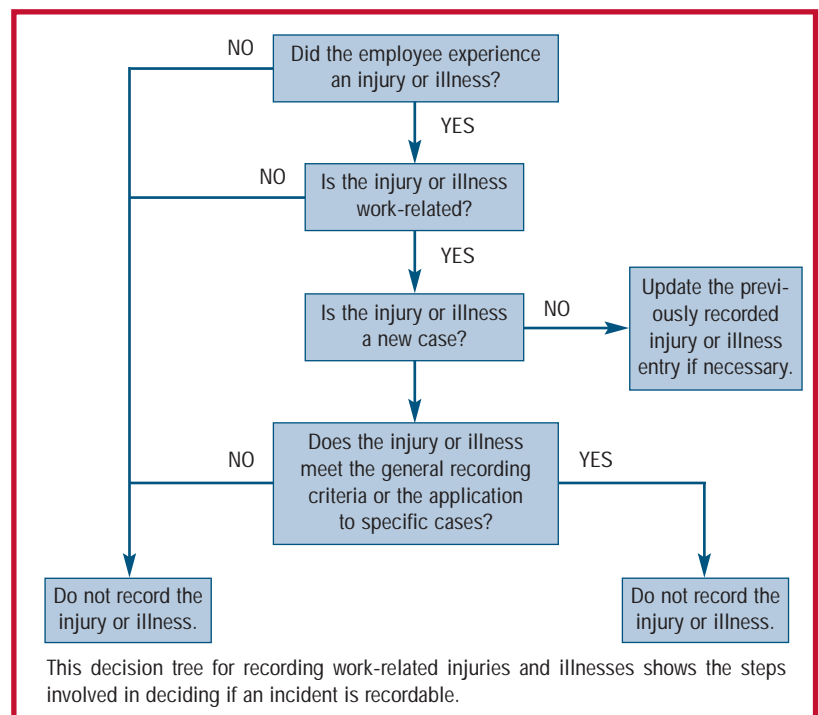 NO
Did the employee experience
an injury or illness?
YES
NO
Is the injury or illness
work-related?
YES
Is the injury or illness
a new case?
NO
Update the previ-
ously recorded
injury or illness
entry if necessary.
NO
Does the injury or illness
meet the general recording
criteria or the application
to specific cases?
YES
Do not record the
injury or illness.
Do not record the
injury or illness.
This decision tree for recording work-related injuries and illnesses shows the steps
involved in deciding if an incident is recordable.